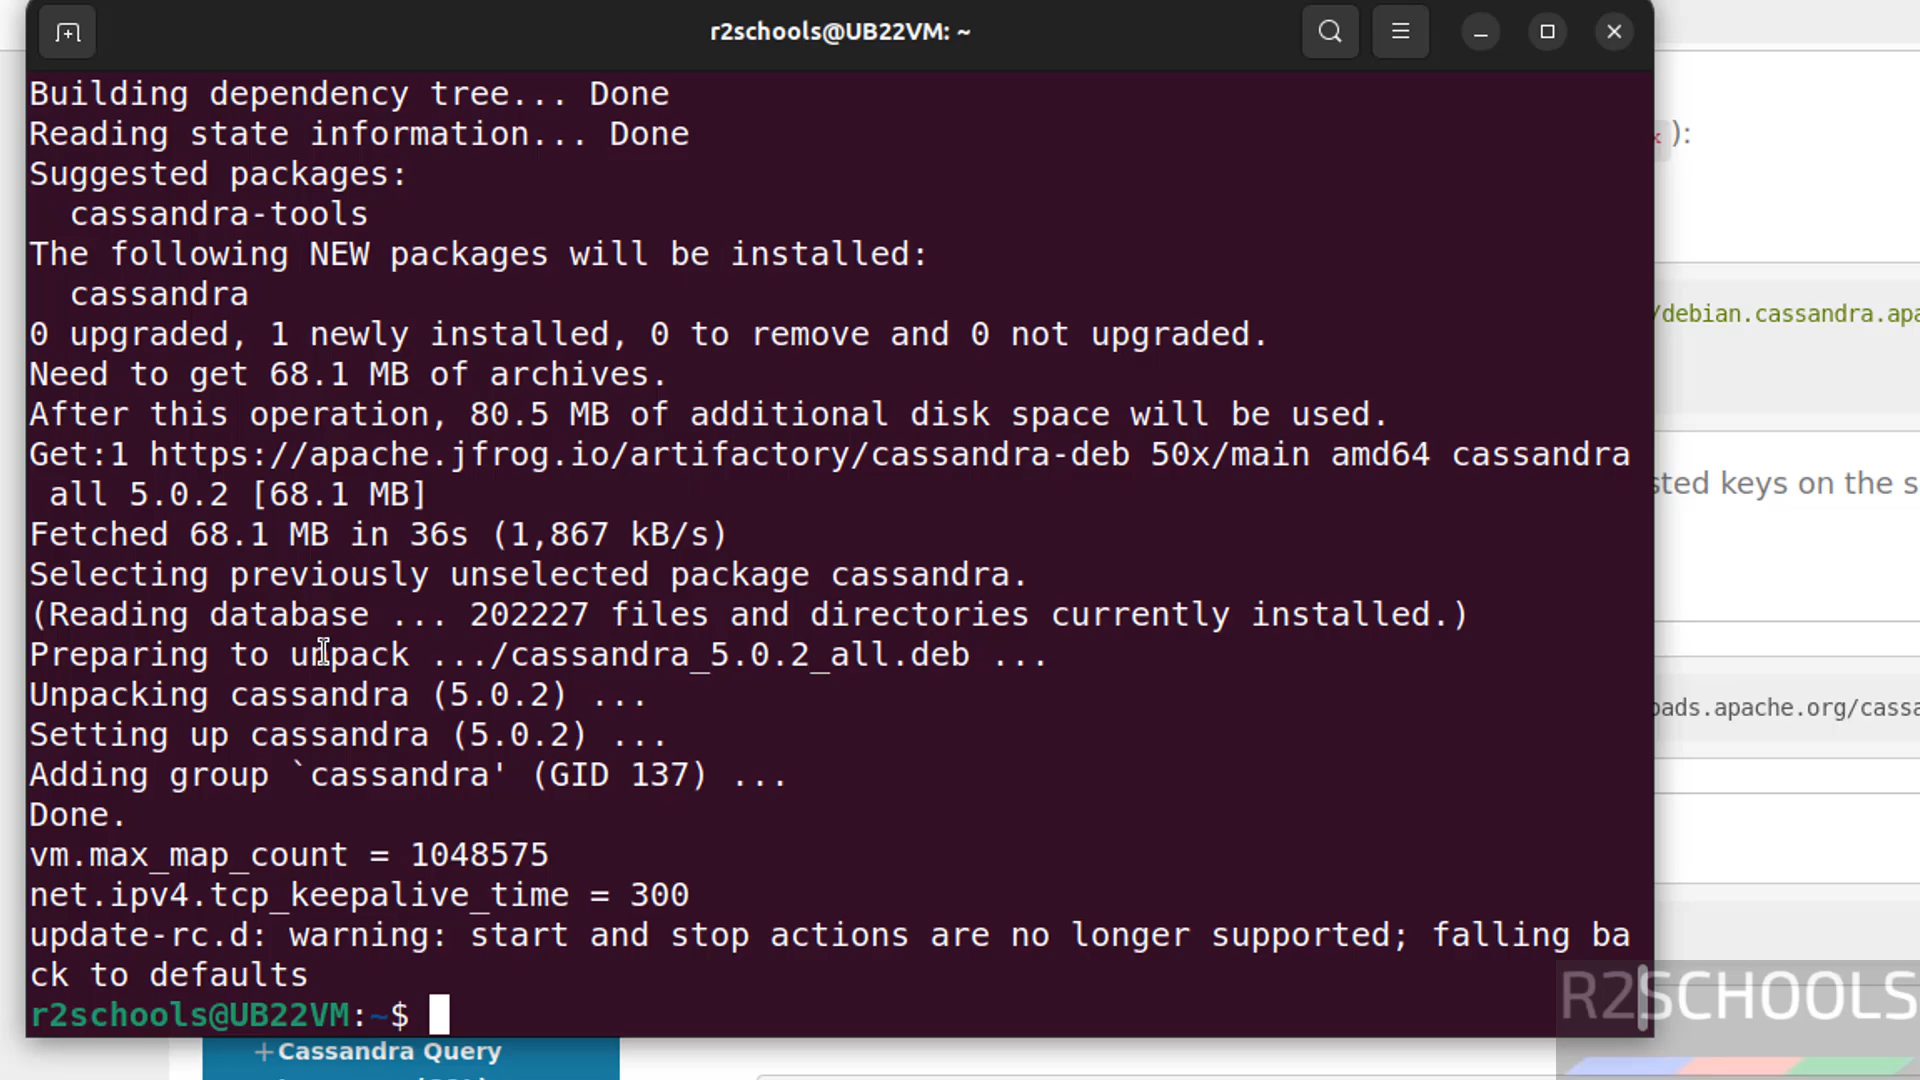 r2schools@UB22VM: ~
Building dependency tree... Done
Reading state information... Done
Suggested packages:
  cassandra-tools
The following NEW packages will be installed:
  cassandra
0 upgraded, 1 newly installed, 0 to remove and 0 not upgraded.
Need to get 68.1 MB of archives.
After this operation, 80.5 MB of additional disk space will be used.
Get:1 https://apache.jfrog.io/artifactory/cassandra-deb 50x/main amd64 cassandra
 all 5.0.2 [68.1 MB]
Fetched 68.1 MB in 36s (1,867 kB/s)
Selecting previously unselected package cassandra.
(Reading database ... 202227 files and directories currently installed.)
Preparing to unpack .../cassandra_5.0.2_all.deb ...
Unpacking cassandra (5.0.2) ...
Setting up cassandra (5.0.2) ...
Adding group `cassandra' (GID 137) ...
Done.
vm.max_map_count = 1048575
net.ipv4.tcp_keepalive_time = 300
update-rc.d: warning: start and stop actions are no longer supported; falling ba
ck to defaults
r2schools@UB22VM:~$
x ):
/debian.cassandra.apa
sted keys on the s
oads.apache.org/cassa
R2SCHOOLS
+Cassandra Query